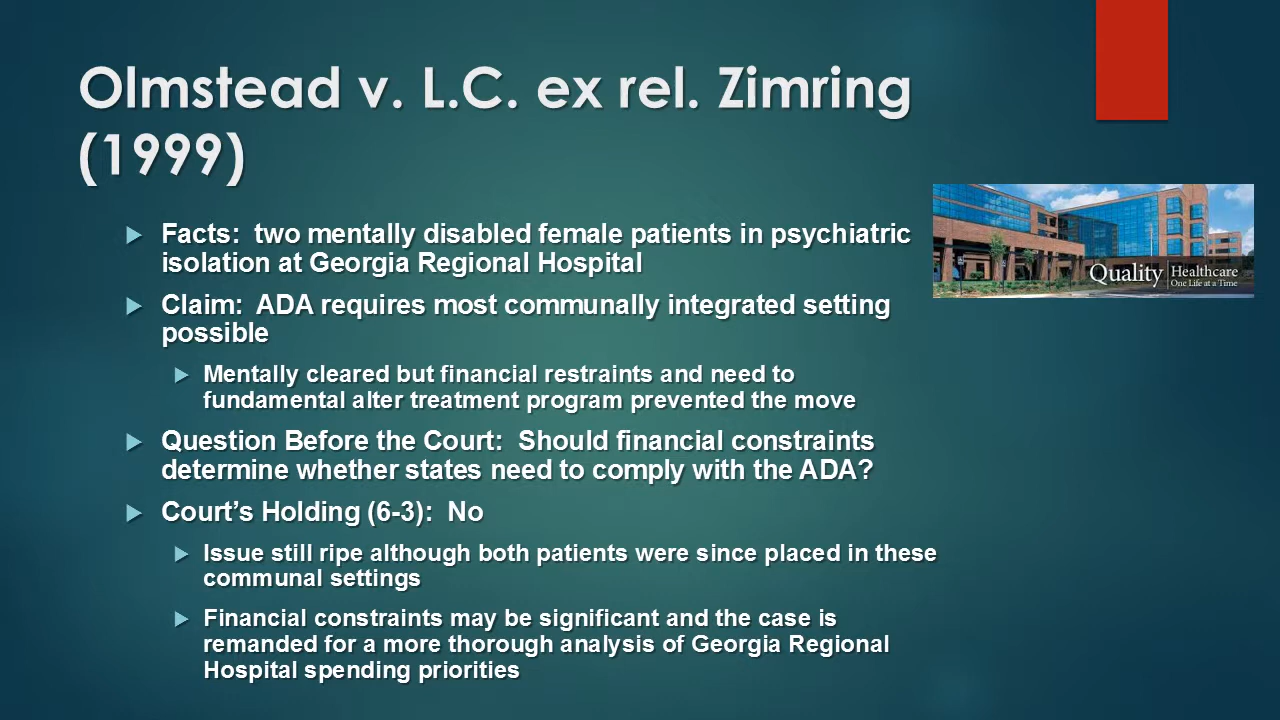 Olmstead v. L.C. ex rel. Zimring
(1999)
Facts:  two mentally disabled female patients in psychiatric
isolation at Georgia Regional Hospital
Claim:  ADA requires most communally integrated setting
possible
Mentally cleared but financial restraints and need to
fundamental alter treatment program prevented the move
Question Before the Court:  Should financial constraints
determine whether states need to comply with the ADA?
Court’s Holding (6-3):  No
Issue still ripe although both patients were since placed in these
communal settings
Financial constraints may be significant and the case is
remanded for a more thorough analysis of Georgia Regional
Hospital spending priorities
Quality Healthcare
One Life at a Time